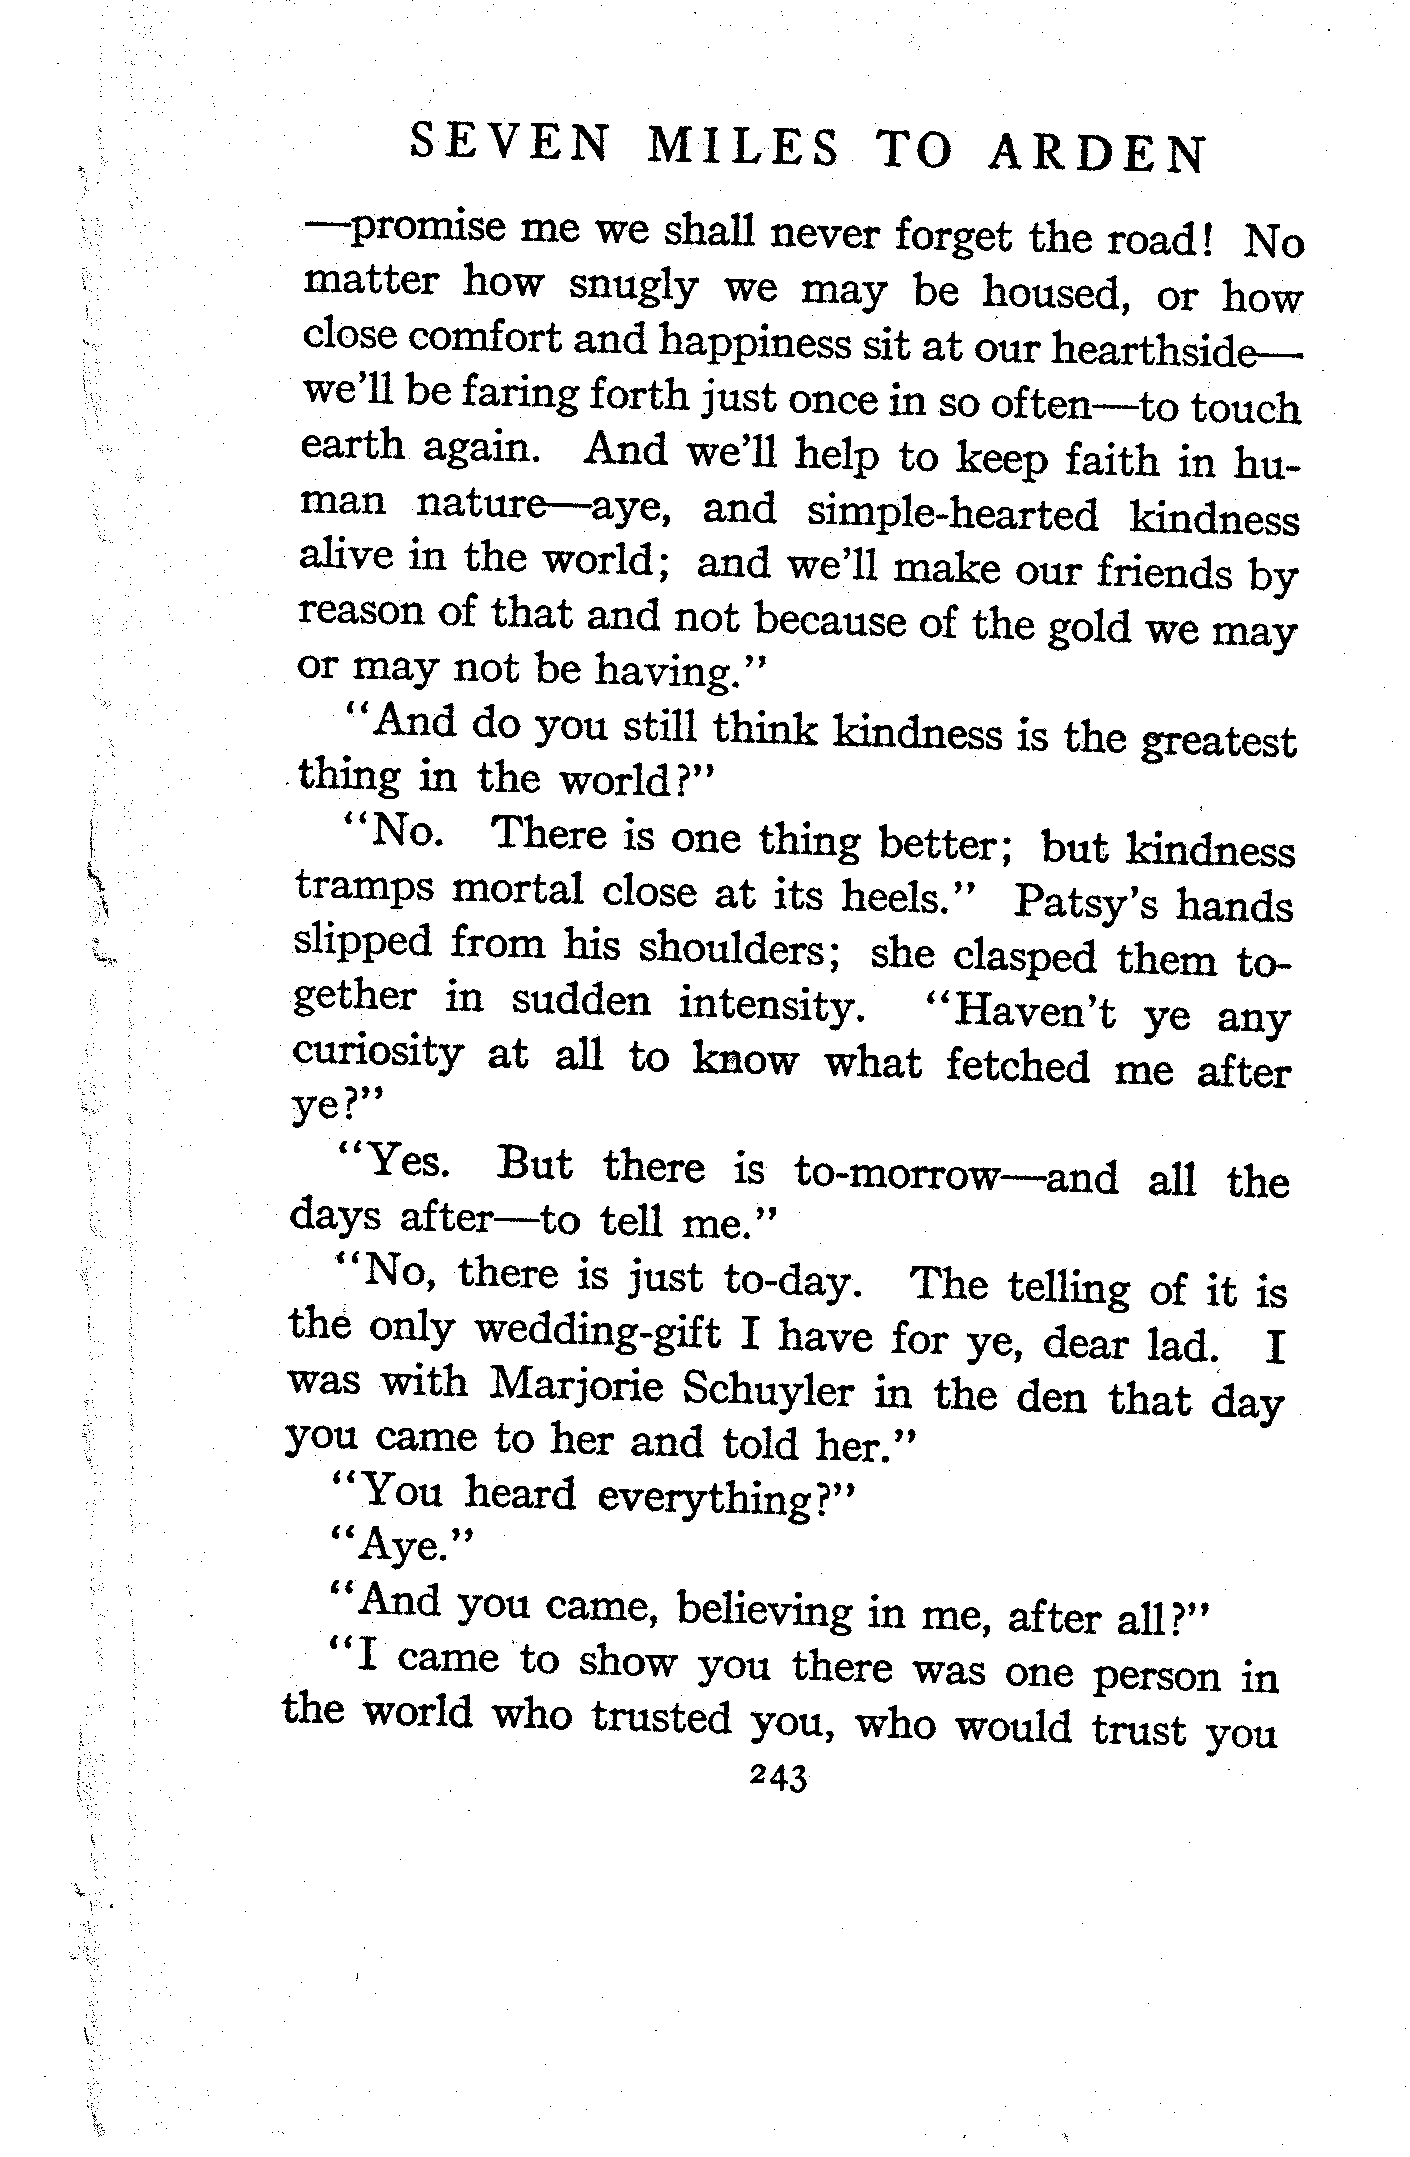 SEVEN MILES TO ARDEN
—promise me we shall never forget the road! No
matter how snugly we may be housed, or how
close comfort and happiness sit at our hearthside—
we'll be faring forth just once in so often—to touch
earth again. And we'll help to keep faith in hu-
man nature—aye, and simple-hearted kindness
alive in the world; and we'll make our friends by
reason of that and not because of the gold we may
or may not be having."
"And do you still think kindness is the greatest
thing in the world?"
"No. There is one thing better; but kindness
tramps mortal close at its heels." Patsy's hands
slipped from his shoulders; she clasped them to-
gether in sudden intensity. "Haven't ye any
curiosity at all to know what fetched me after
ye?"
"Yes. But there is to-morrow—and all the
days after—to tell me."
"No, there is just to-day. The telling of it is
the only wedding-gift I have for ye, dear lad. I
was with Marjorie Schuyler in the den that day
you came to her and told her."
"You heard everything?"
"Aye."
"And you came, believing in me, after all?"
"I came to show you there was one person in
the world who trusted you, who would trust you
243